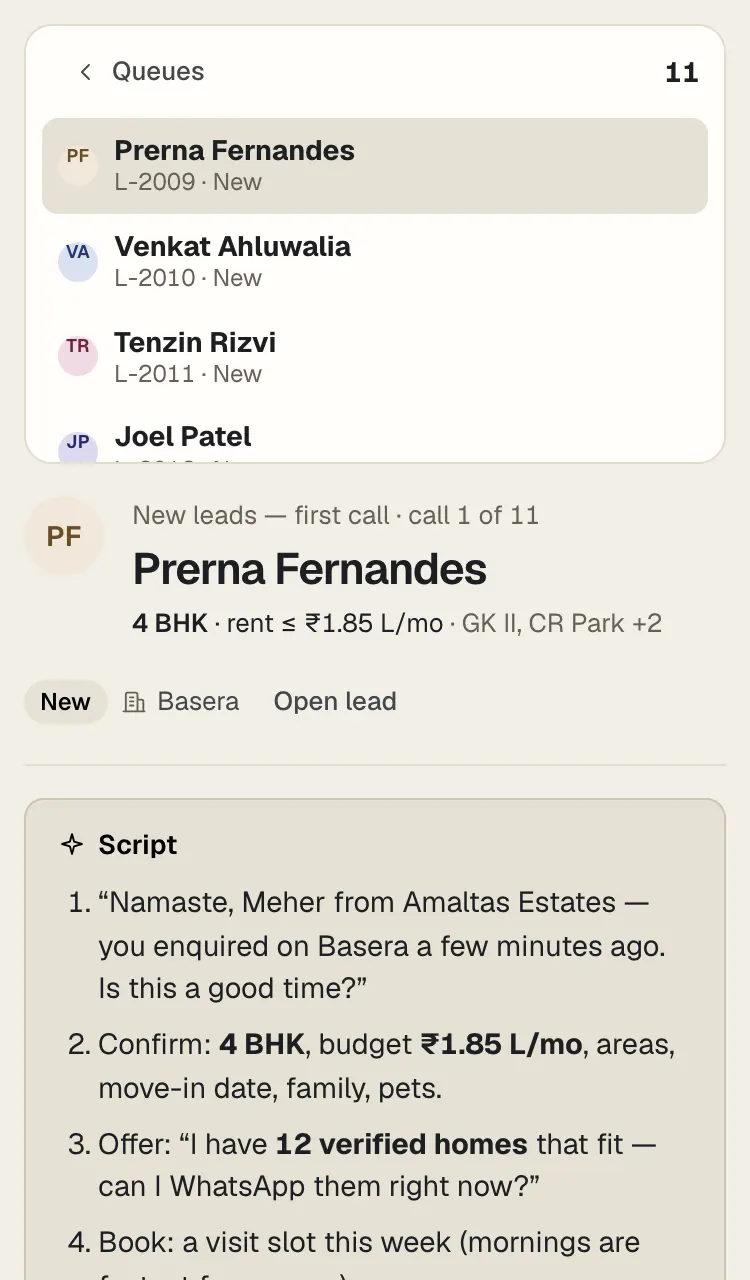 Queues
11
PF
Prerna Fernandes
L-2009 · New
VA
Venkat Ahluwalia
L-2010 · New
TR
Tenzin Rizvi
L-2011 · New
JP
Joel Patel
PF
New leads — first call · call 1 of 11
Prerna Fernandes
4 BHK · rent ≤ ₹1.85 L/mo · GK II, CR Park +2
New
Basera
Open lead
Script
1. “Namaste, Meher from Amaltas Estates —
you enquired on Basera a few minutes ago.
Is this a good time?”
2. Confirm: 4 BHK, budget ₹1.85 L/mo, areas,
move-in date, family, pets.
3. Offer: “I have 12 verified homes that fit —
can I WhatsApp them right now?”
4. Book: a visit slot this week (mornings are